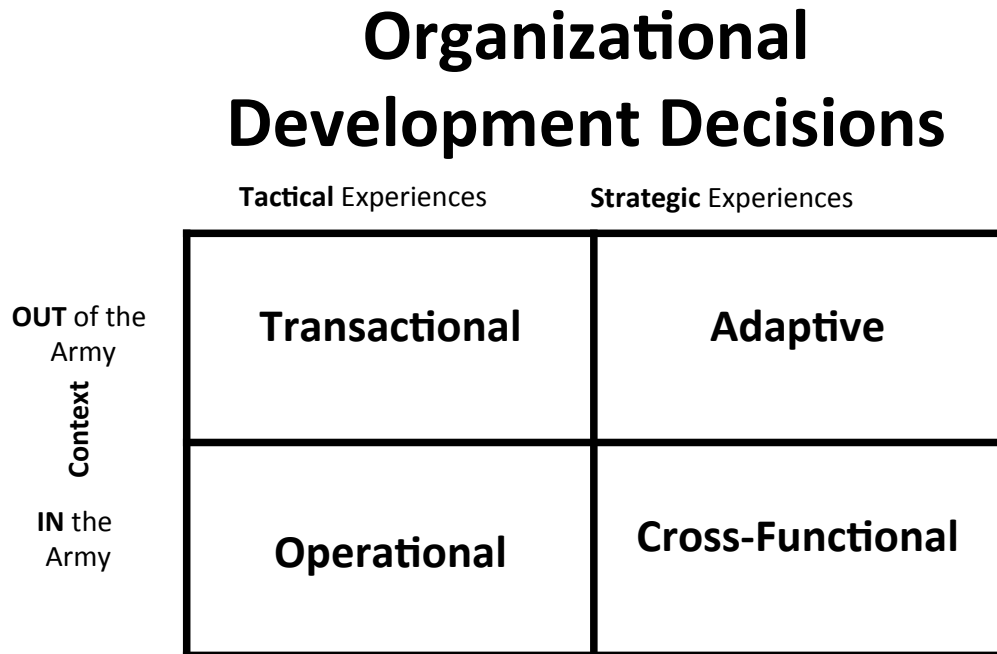 Organizational
Development Decisions
Tactical Experiences
Strategic Experiences
OUT of the
Army
Transactional
Adaptive
Context
IN the
Army
Operational
Cross-Functional